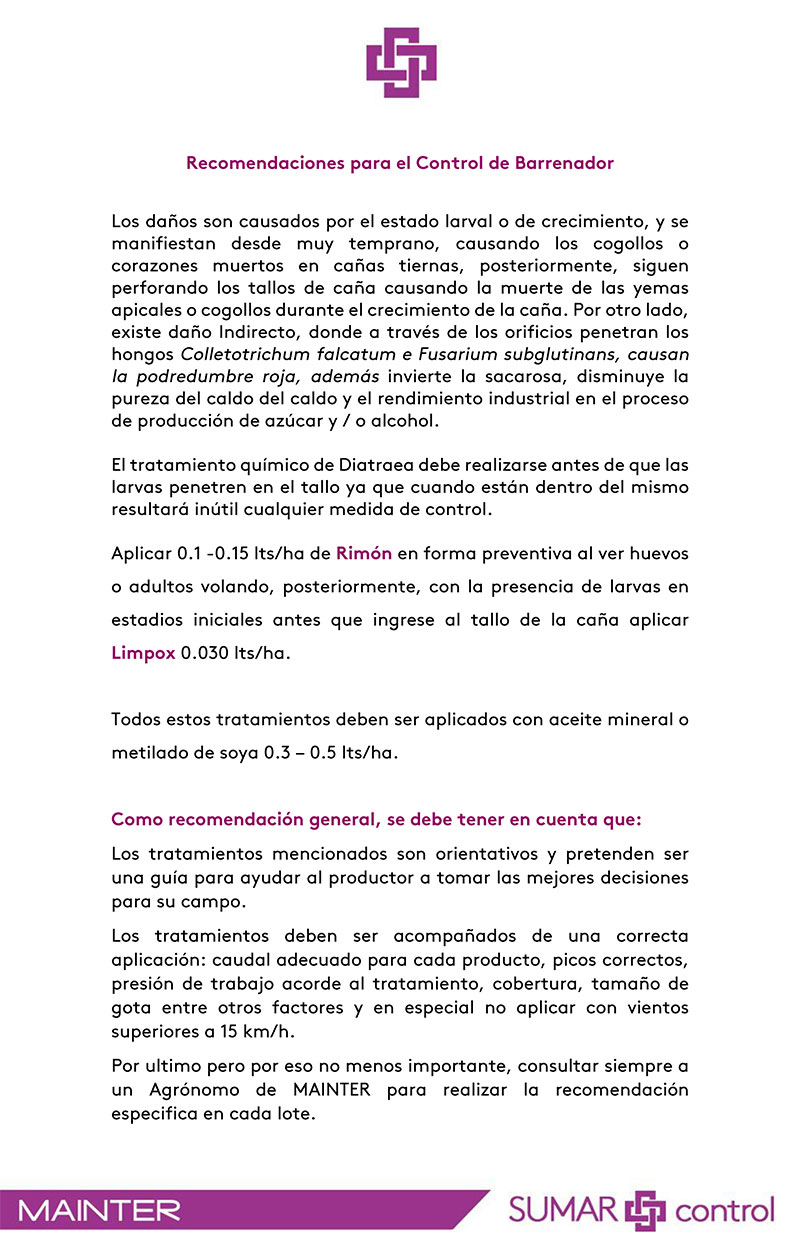 Recomendaciones para el Control de Barrenador
Los daños son causados por el estado larval o de crecimiento, y se
manifiestan desde muy temprano, causando los cogollos o
corazones muertos en cañas tiernas, posteriormente, siguen
perforando los tallos de caña causando la muerte de las yemas
apicales o cogollos durante el crecimiento de la caña. Por otro lado,
existe daño Indirecto, donde a través de los orificios penetran los
hongos Colletotrichum falcatum e Fusarium subglutinans, causan
la podredumbre roja, además invierte la sacarosa, disminuye la
pureza del caldo del caldo y el rendimiento industrial en el proceso
de producción de azúcar y / o alcohol.
El tratamiento químico de Diatraea debe realizarse antes de que las
larvas penetren en el tallo ya que cuando están dentro del mismo
resultará inútil cualquier medida de control.
Aplicar 0.1 -0.15 lts/ha de Rimón en forma preventiva al ver huevos
o adultos volando, posteriormente, con la presencia de larvas en
estadios iniciales antes que ingrese al tallo de la caña aplicar
Limpox 0.030 lts/ha.
Todos estos tratamientos deben ser aplicados con aceite mineral o
metilado de soya 0.3 – 0.5 lts/ha.
Como recomendación general, se debe tener en cuenta que:
Los tratamientos mencionados son orientativos y pretenden ser
una guía para ayudar al productor a tomar las mejores decisiones
para su campo.
Los tratamientos deben ser acompañados de una correcta
aplicación: caudal adecuado para cada producto, picos correctos,
presión de trabajo acorde al tratamiento, cobertura, tamaño de
gota entre otros factores y en especial no aplicar con vientos
superiores a 15 km/h.
Por ultimo pero por eso no menos importante, consultar siempre a
un Agrónomo de MAINTER para realizar la recomendación
especifica en cada lote.
MAINTER
SUMAR control